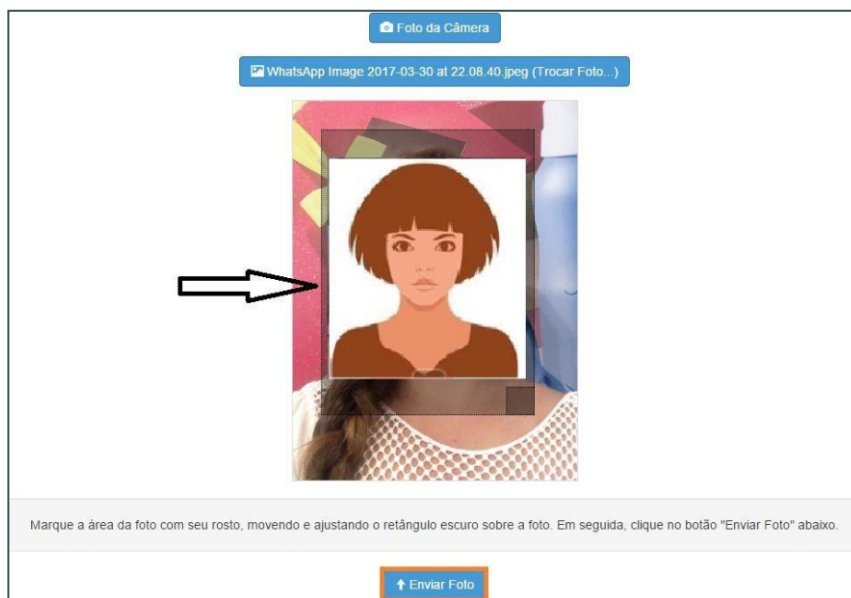 Foto da Câmera
WhatsApp Image 2017-03-30 at 22.08.40.jpeg (Trocar Foto...)
Marque a área da foto com seu rosto, movendo e ajustando o retângulo escuro sobre a foto. Em seguida, clique no botão "Enviar Foto" abaixo.
Enviar Foto